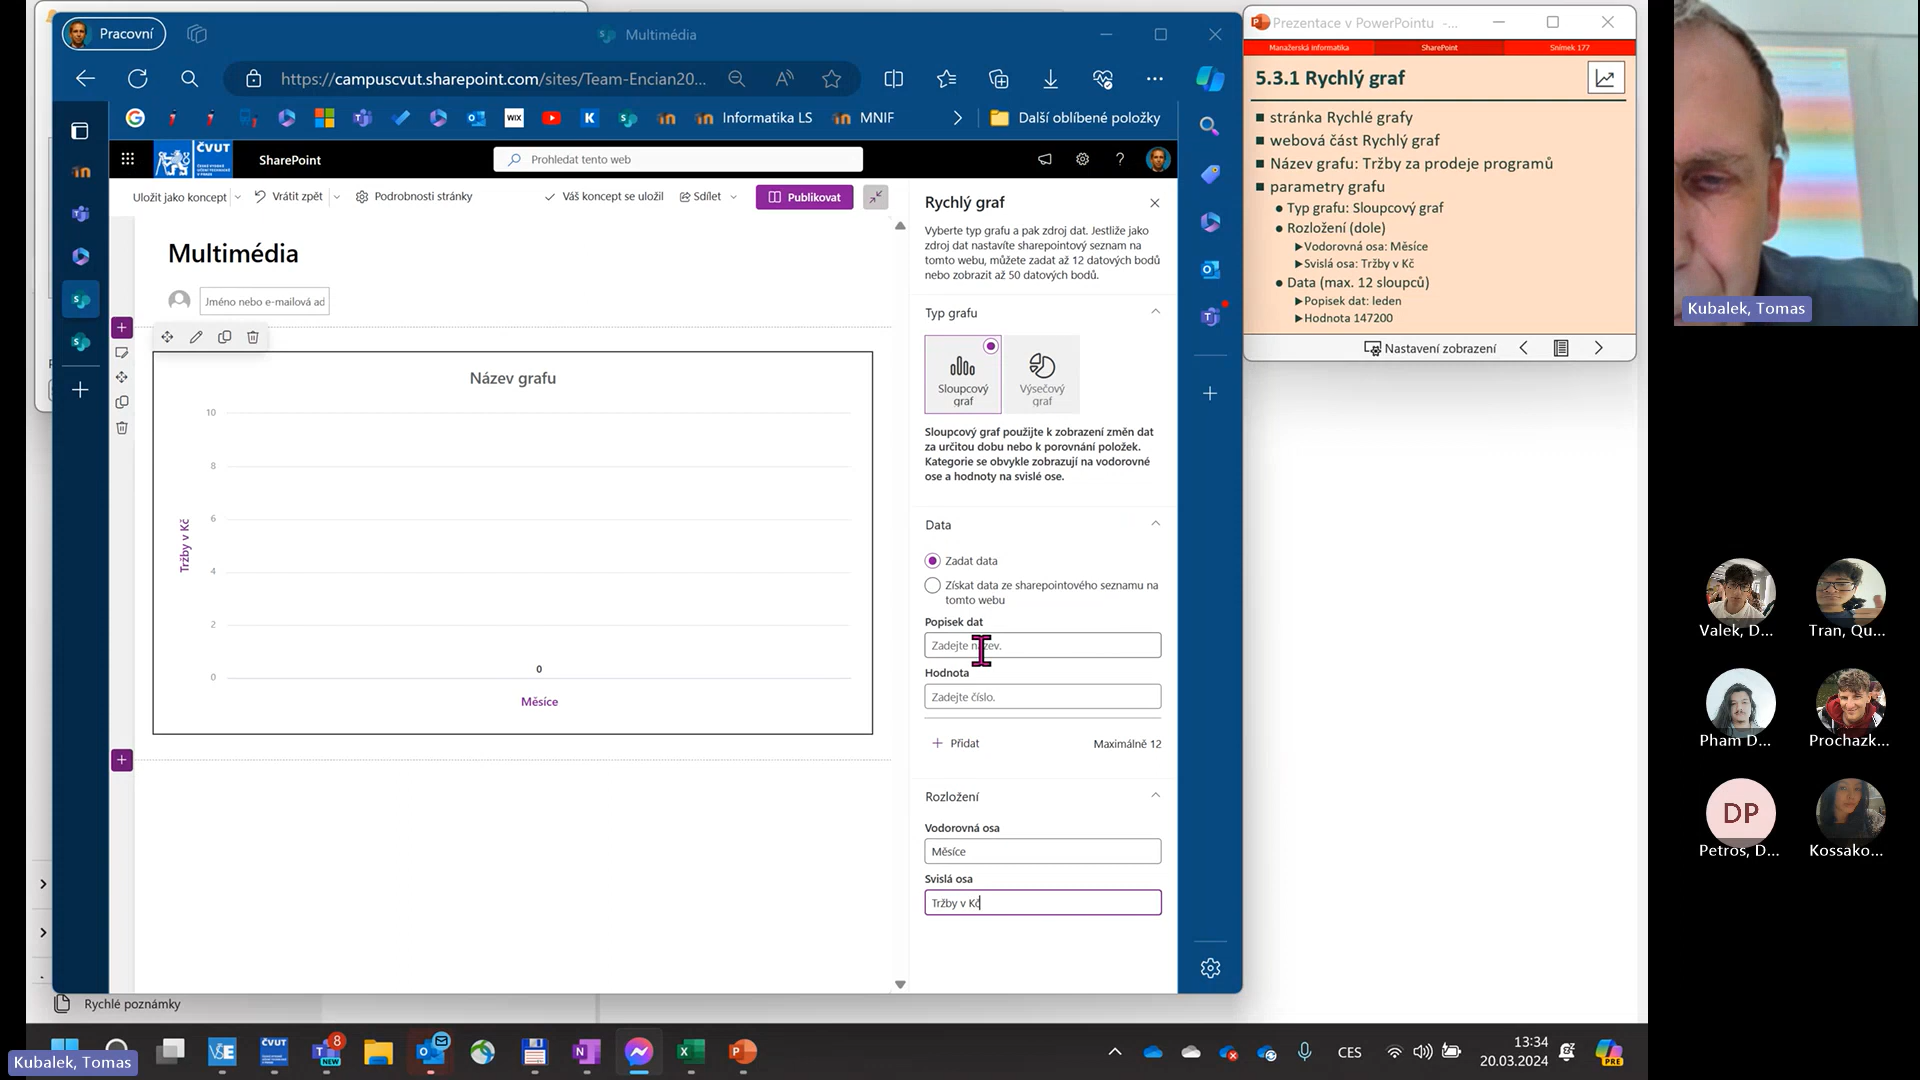 Pracovní
Multimédia
https://campuscvut.sharepoint.com/sites/Team-Encian20...
WIX
K
Informatika LS
MNIF
Další oblíbené položky
ČVUT
SharePoint
Prohledat tento web
Uložit jako koncept
Vrátit zpět
Podrobnosti stránky
Váš koncept se uložil
Sdílet
Publikovat
Multimédia
Jméno nebo e-mailová ad
Název grafu
10
8
6
4
2
0
0
Tržby v Kč
Měsíce
Rychlý graf
Vyberte typ grafu a pak zdroj dat. Jestliže jako
zdroj dat nastavíte sharepointový seznam na
tomto webu, můžete zadat až 12 datových bodů
nebo zobrazit až 50 datových bodů.
Typ grafu
Sloupcový
graf
Výsečový
graf
Sloupcový graf použijte k zobrazení změn dat
za určitou dobu nebo k porovnání položek.
Kategorie se obvykle zobrazují na vodorovné
ose a hodnoty na svislé ose.
Data
Zadat data
Získat data ze sharepointového seznamu na
tomto webu
Popisek dat
Zadejte název.
Hodnota
Zadejte číslo.
Přidat
Maximálně 12
Rozložení
Vodorovná osa
Měsíce
Svislá osa
Tržby v Kč
Prezentace v PowerPointu -...
Manažerská informatika
SharePoint
Snímek 177
5.3.1 Rychlý graf
stránka Rychlé grafy
webová část Rychlý graf
Název grafu: Tržby za prodeje programů
parametry grafu
Typ grafu: Sloupcový graf
Rozložení (dole)
Vodorovná osa: Měsíce
Svislá osa: Tržby v Kč
Data (max. 12 sloupců)
Popisek dat: leden
Hodnota 147200
Nastavení zobrazení
Kubalek, Tomas
Valek, D...
Tran, Qu...
Pham D...
Prochazk...
DP
Petros, D...
Kossako...
Rychlé poznámky
Kubalek, Tomas
VŠE
ČVUT
8
NEW
CES
13:34
20.03.2024
PRE